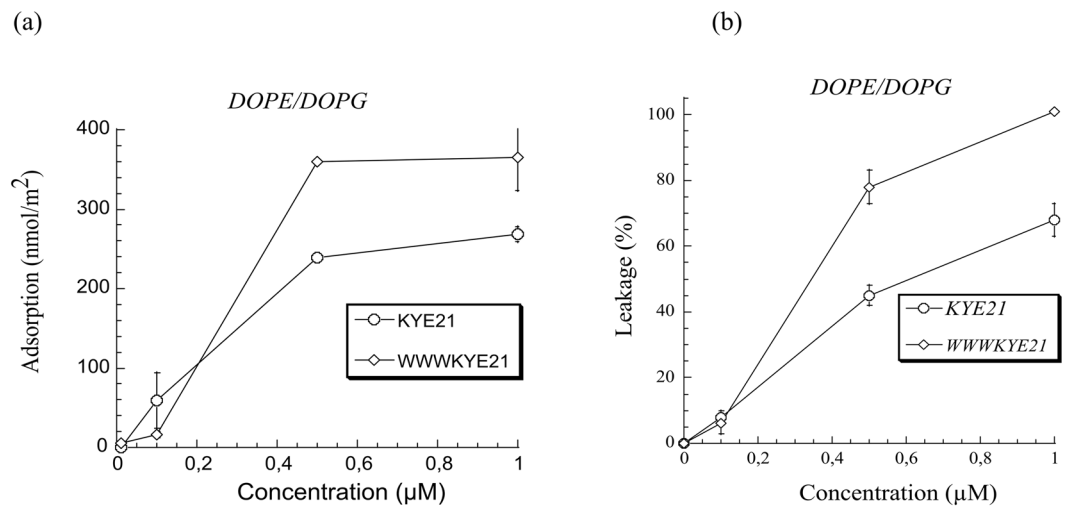 (a)
DOPE/DOPG
400
300
200
100
0
0 0,2 0,4 0,6 0,8 1
Adsorption (nmol/m²)
Concentration (µM)
KYE21
WWWKYE21
(b)
DOPE/DOPG
100
80
60
40
20
0
0 0,2 0,4 0,6 0,8 1
Leakage (%)
Concentration (µM)
KYE21
WWWKYE21